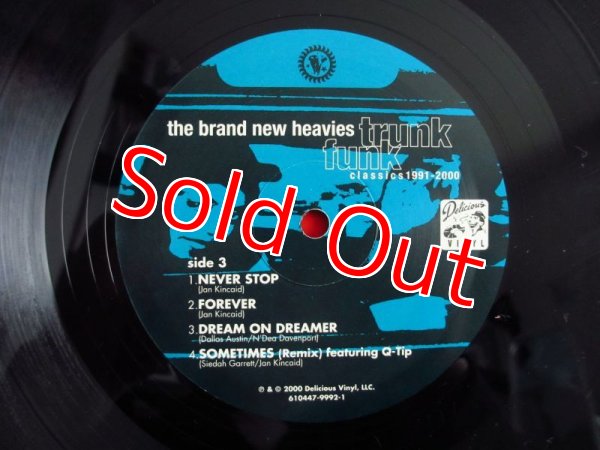 the brand new heavies trunk
funk
classics 1991-2000
Delicious
VINYL
Sold Out
side 3
1. NEVER STOP
(Jan Kincaid)
2. FOREVER
(Jan Kincaid)
3. DREAM ON DREAMER
(Dallas Austin/N'Dea Davenport)
4. SOMETIMES (Remix) featuring Q-Tip
(Siedah Garrett/Jan Kincaid)
℗ & © 2000 Delicious Vinyl, LLC.
610447-9992-1